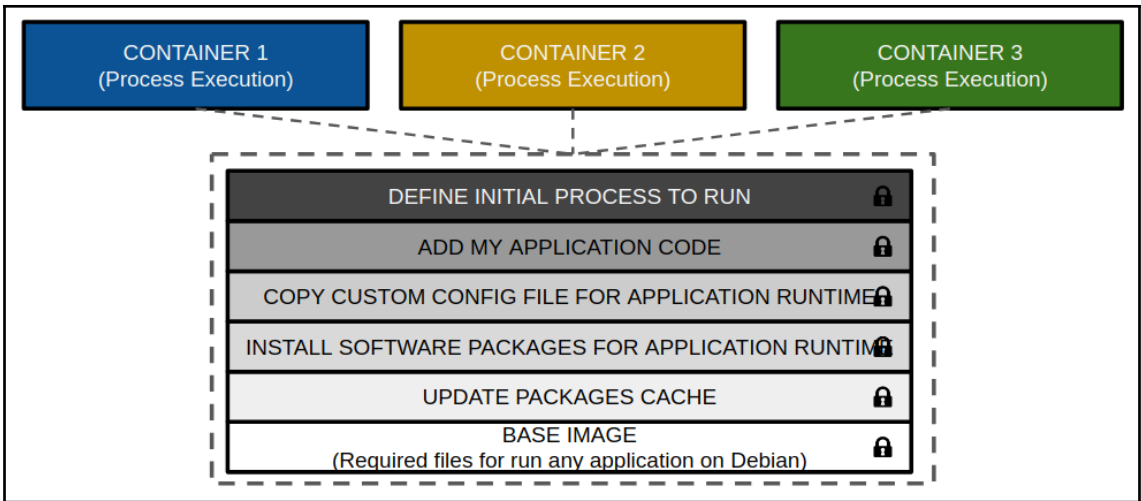 CONTAINER 1
(Process Execution)
CONTAINER 2
(Process Execution)
CONTAINER 3
(Process Execution)
DEFINE INITIAL PROCESS TO RUN
ADD MY APPLICATION CODE
COPY CUSTOM CONFIG FILE FOR APPLICATION RUNTIME
INSTALL SOFTWARE PACKAGES FOR APPLICATION RUNTIME
UPDATE PACKAGES CACHE
BASE IMAGE
(Required files for run any application on Debian)